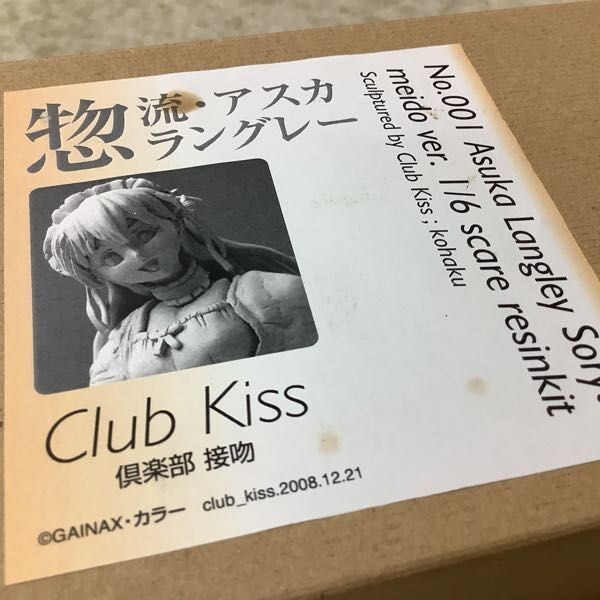 惣流・アスカ
ラングレー
No.001 Asuka Langley Sory
meido ver. 1/6 scare resinkit
Sculptured by Club Kiss ; kohaku
Club Kiss
倶楽部 接吻
©GAINAX・カラー club_kiss.2008.12.21